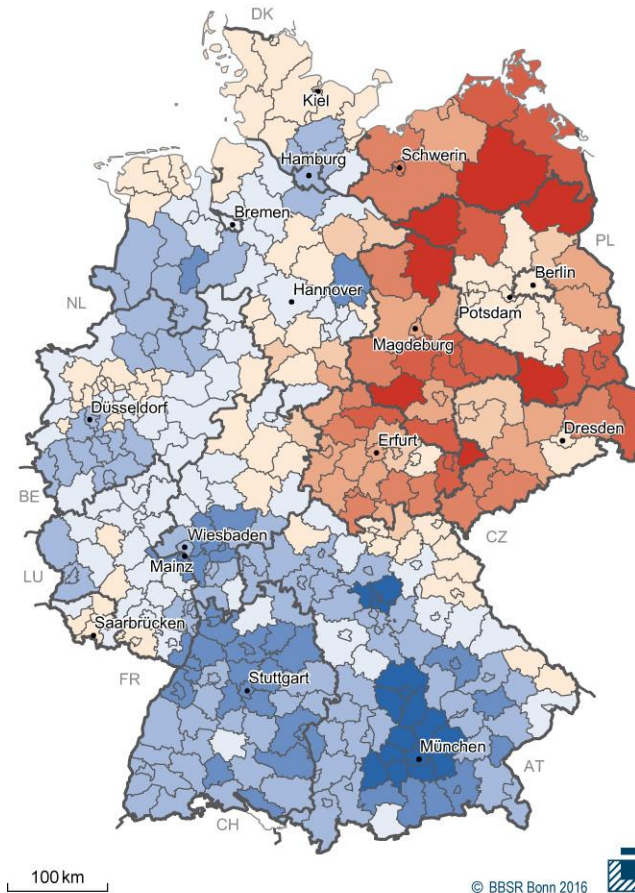 DK
Kiel
Hamburg
Schwerin
Bremen
PL
Berlin
NL
Hannover
Potsdam
Magdeburg
Düsseldorf
Erfurt
Dresden
BE
CZ
Wiesbaden
LU
Mainz
Saarbrücken
FR
Stuttgart
München
AT
CH
100 km
© BBSR Bonn 2016